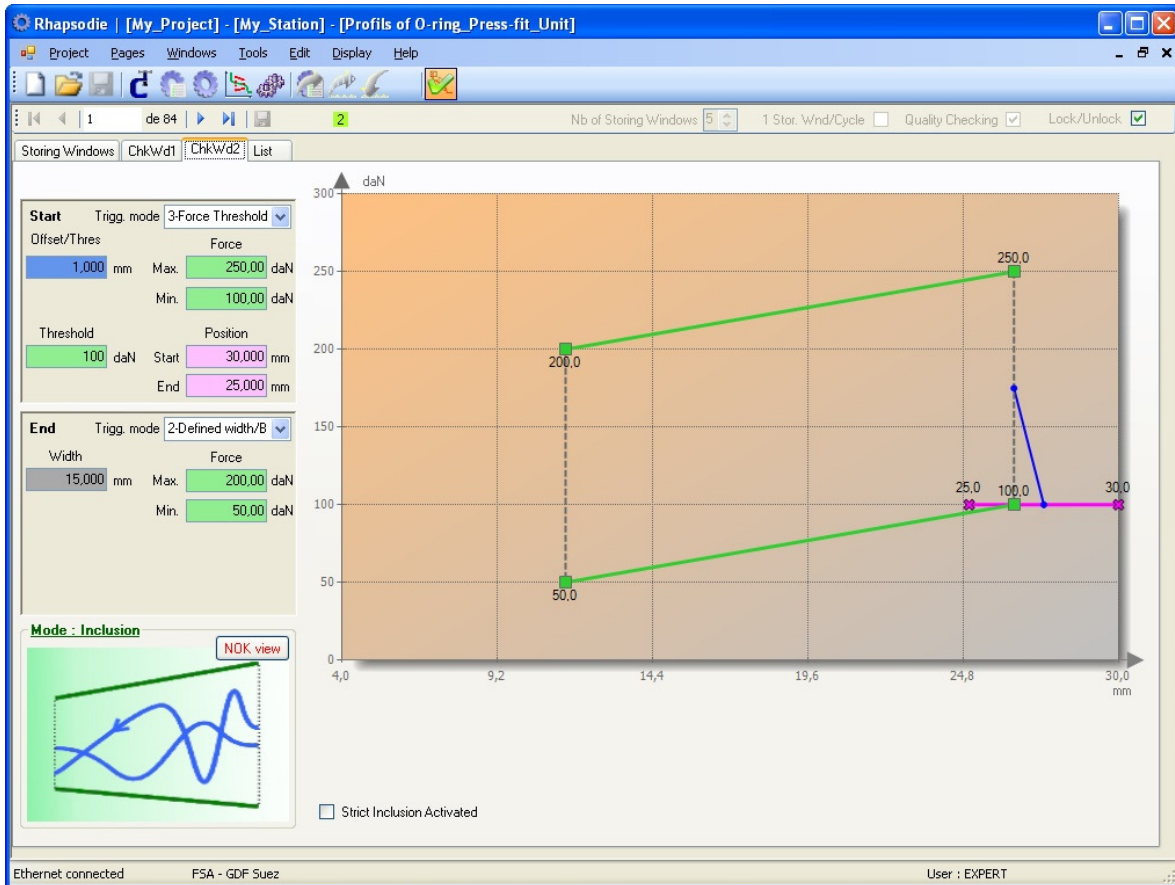 Rhapsodie | [My_Project] - [My_Station] - [Profils of O-ring_Press-fit_Unit]
Project Pages Windows Tools Edit Display Help
1 de 84 2 Nb of Storing Windows 5 1 Stor. Wnd/Cycle Quality Checking Lock/Unlock
Storing Windows ChkWd1 ChkWd2 List
Start Trigg. mode 3-Force Threshold
Offset/Thres Force
1,000 mm Max. 250,00 daN
Min. 100,00 daN
Threshold Position
100 daN Start 30,000 mm
End 25,000 mm
End Trigg. mode 2-Defined width/B
Width Force
15,000 mm Max. 200,00 daN
Min. 50,00 daN
Mode : Inclusion
NOK view
daN
300
250
200
150
100
50
0
250,0
200,0
25,0 100,0 30,0
50,0
4,0 9,2 14,4 19,6 24,8 30,0
mm
Strict Inclusion Activated
Ethernet connected FSA - GDF Suez User : EXPERT